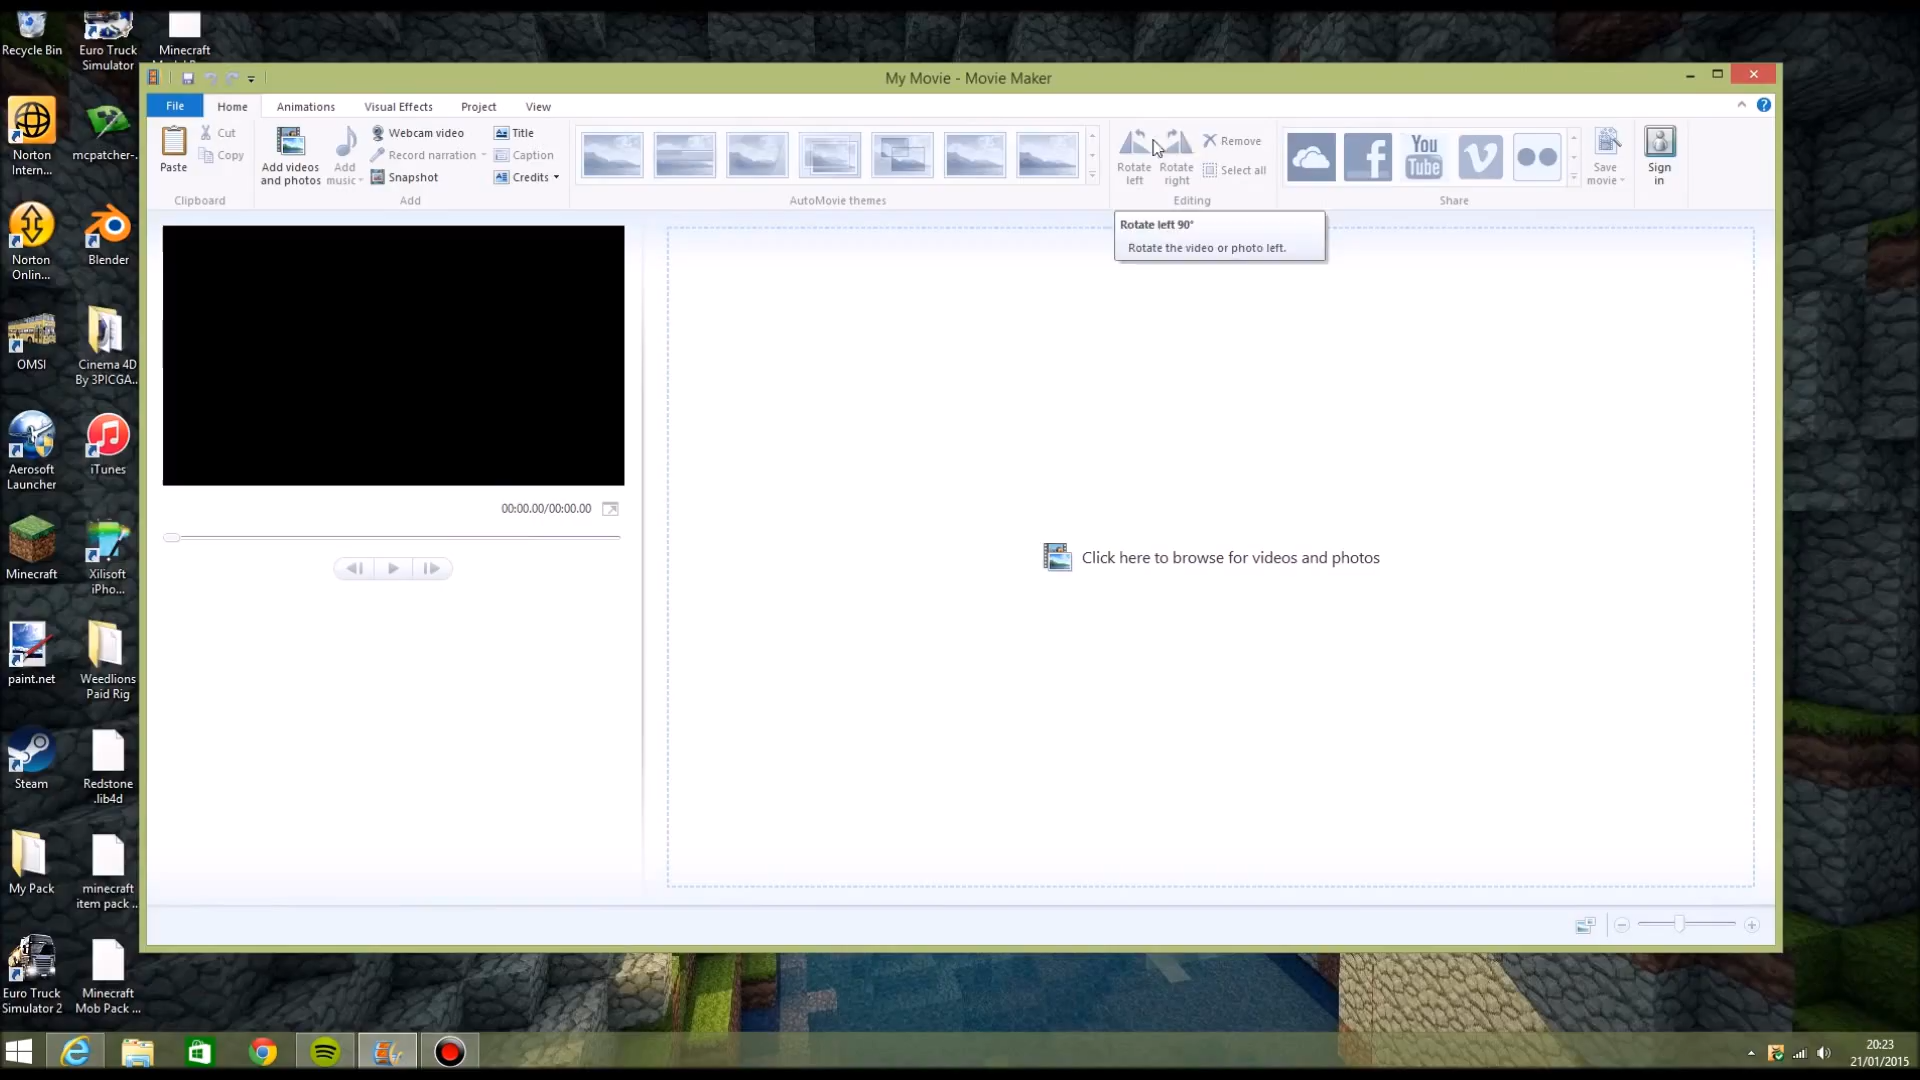 Recycle Bin
Euro Truck
Simulator
Minecraft
My Movie - Movie Maker
File
Home
Animations
Visual Effects
Project
View
Paste
Cut
Copy
Clipboard
Add videos
and photos
Add
music
Webcam video
Record narration
Snapshot
Title
Caption
Credits
Add
AutoMovie themes
Rotate
left
Rotate
right
Remove
Select all
Editing
You
Tube
Share
Save
movie
Sign
in
Rotate left 90°
Rotate the video or photo left.
00:00.00/00:00.00
Click here to browse for videos and photos
Norton
Intern...
mcpatcher-...
Norton
Onlin...
Blender
OMSI
Cinema 4D
By 3PICGA...
Aerosoft
Launcher
iTunes
Minecraft
Xilisoft
iPho...
paint.net
Weedlions
Paid Rig
Steam
Redstone
.lib4d
My Pack
minecraft
item pack ...
Euro Truck
Simulator 2
Minecraft
Mob Pack ...
20:23
21/01/2015